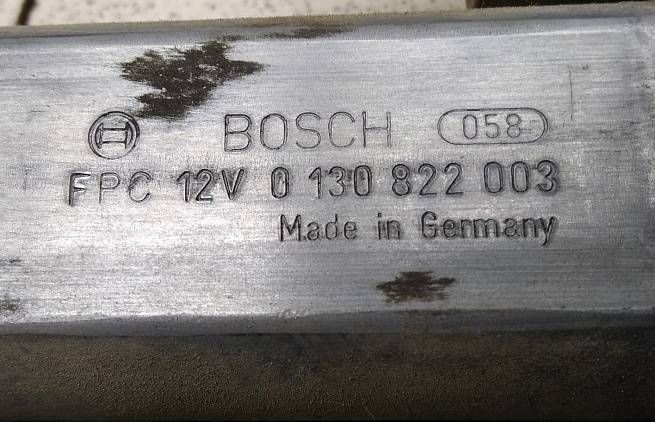 BOSCH 058
FPC 12V 0 130 822 003
Made in Germany